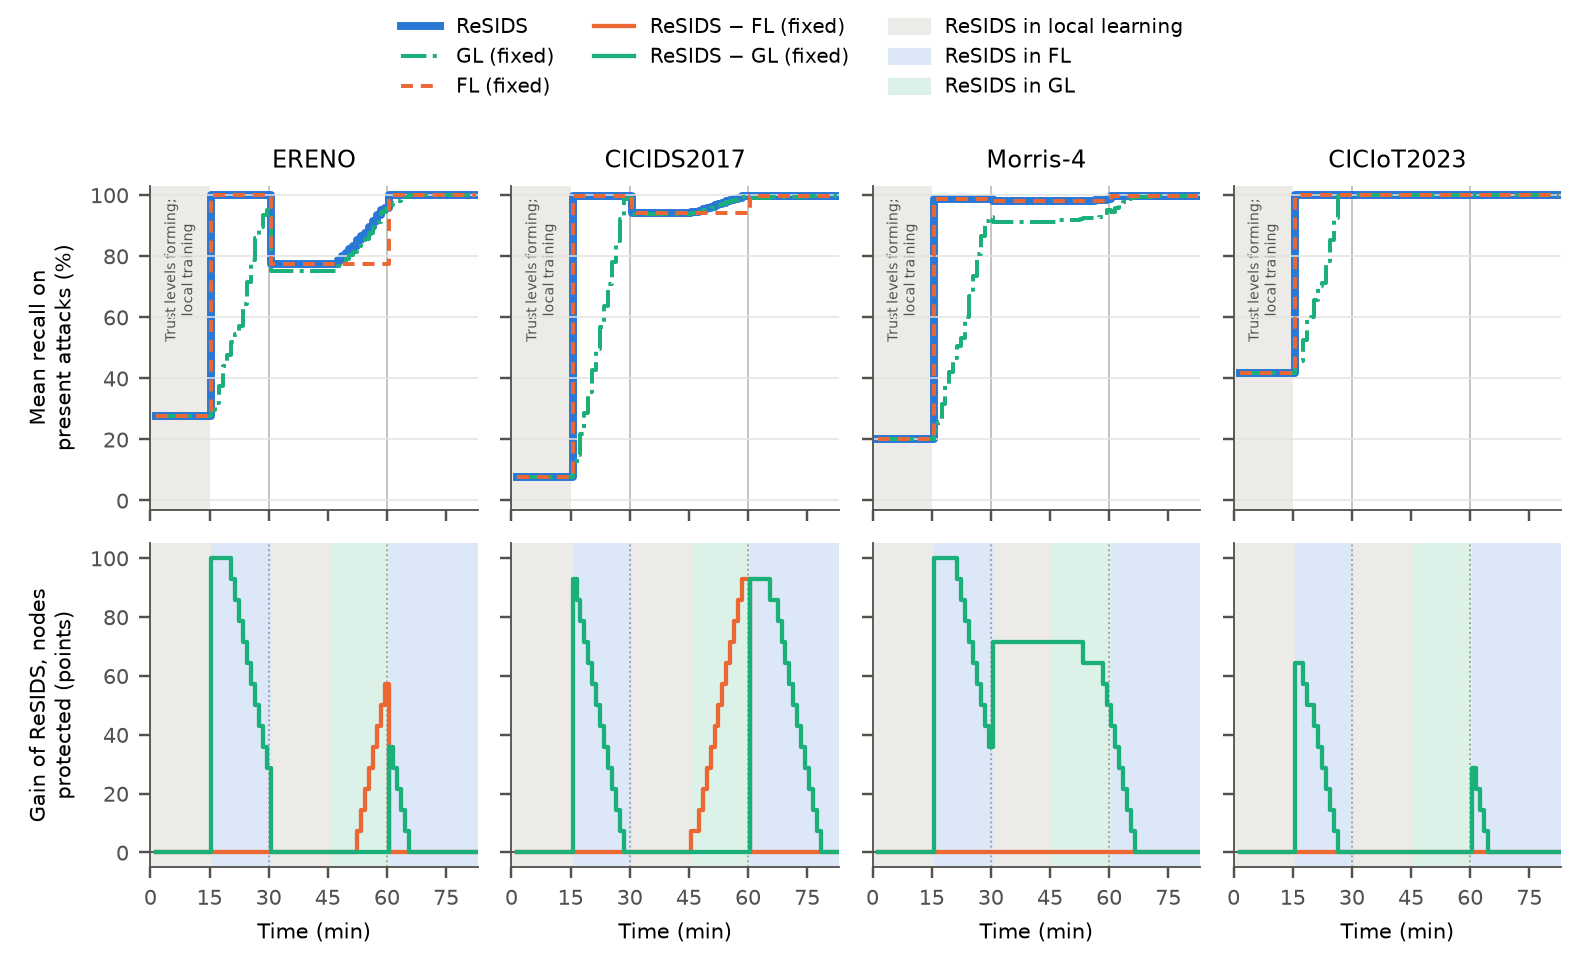 ReSIDS
GL (fixed)
FL (fixed)
ReSIDS − FL (fixed)
ReSIDS − GL (fixed)
ReSIDS in local learning
ReSIDS in FL
ReSIDS in GL
ERENO
CICIDS2017
Morris-4
CICIoT2023
Mean recall on
present attacks (%)
100
80
60
40
20
0
Trust levels forming;
local training
Trust levels forming;
local training
Trust levels forming;
local training
Trust levels forming;
local training
Gain of ReSIDS, nodes
protected (points)
100
80
60
40
20
0
0 15 30 45 60 75
0 15 30 45 60 75
0 15 30 45 60 75
0 15 30 45 60 75
Time (min)
Time (min)
Time (min)
Time (min)